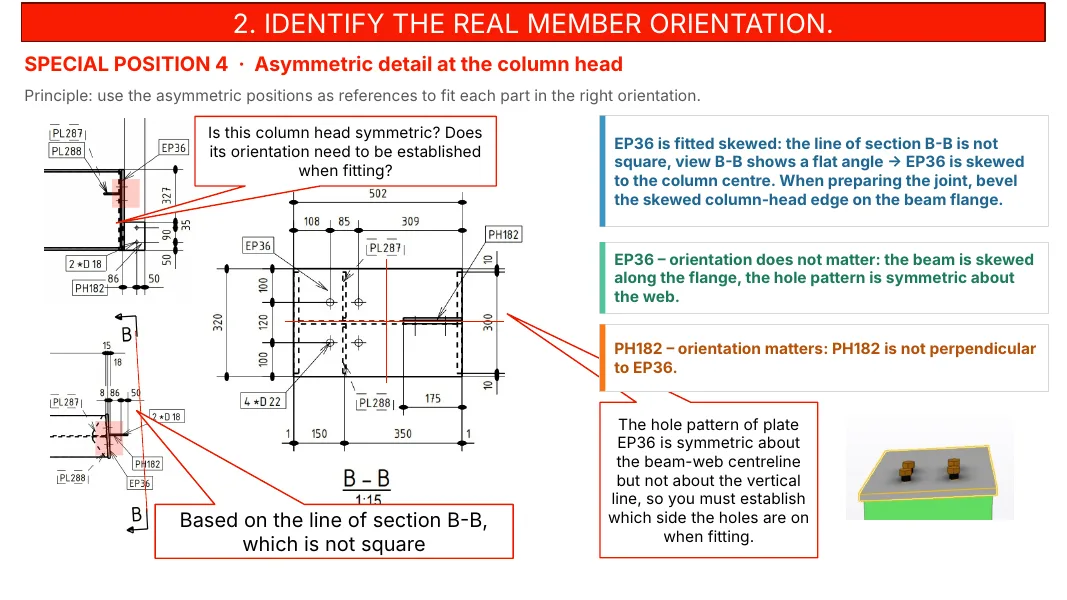 2. IDENTIFY THE REAL MEMBER ORIENTATION.
SPECIAL POSITION 4 · Asymmetric detail at the column head
Principle: use the asymmetric positions as references to fit each part in the right orientation.
PL287
PL288
EP36
327
35
90
50
2*D18
86
50
PH182
Is this column head symmetric? Does
its orientation need to be established
when fitting?
502
108
85
309
EP36
PL287
PH182
10
100
320
120
300
100
10
4*D22
PL288
175
1
150
350
1
B – B
1:15
B
15
18
8
86
50
PL287
2*D18
PH182
PL288
EP36
B
Based on the line of section B-B,
which is not square
EP36 is fitted skewed: the line of section B-B is not
square, view B-B shows a flat angle → EP36 is skewed
to the column centre. When preparing the joint, bevel
the skewed column-head edge on the beam flange.
EP36 – orientation does not matter: the beam is skewed
along the flange, the hole pattern is symmetric about
the web.
PH182 – orientation matters: PH182 is not perpendicular
to EP36.
The hole pattern of plate
EP36 is symmetric about
the beam-web centreline
but not about the vertical
line, so you must establish
which side the holes are on
when fitting.